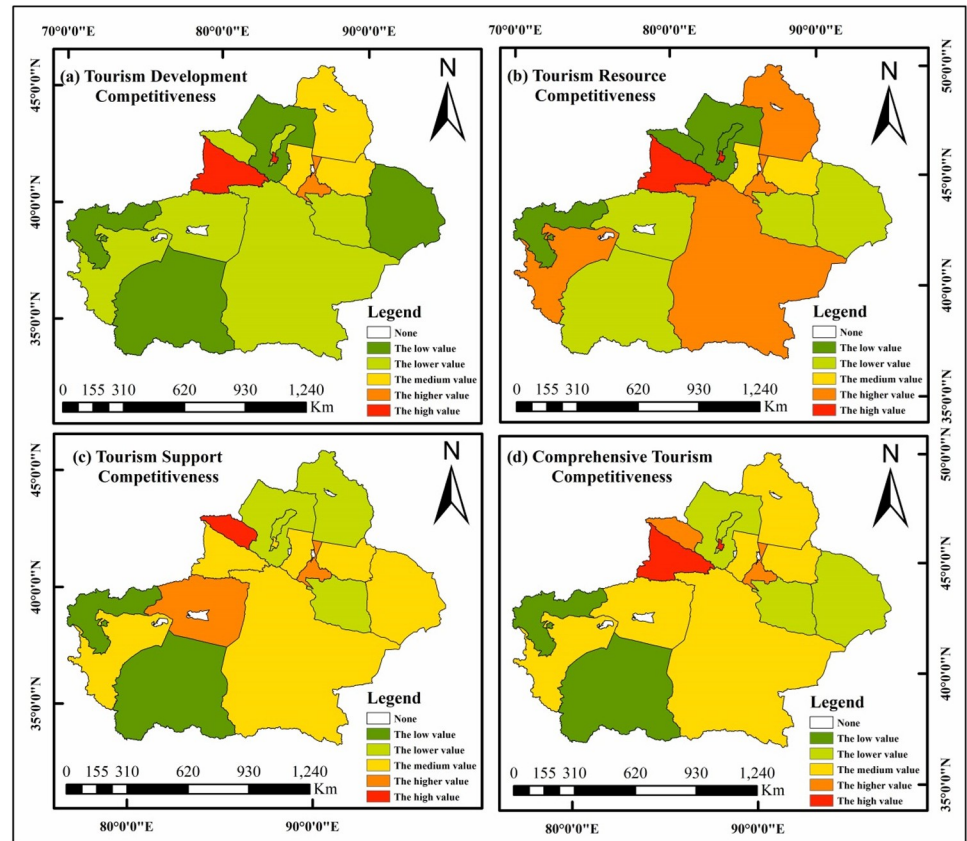 70°0'0"E 80°0'0"E 90°0'0"E
70°0'0"E 80°0'0"E 90°0'0"E
(a) Tourism Development
Competitiveness
N
45°0'0"N
40°0'0"N
35°0'0"N
Legend
None
The low value
The lower value
The medium value
The higher value
The high value
0 155 310 620 930 1,240
Km
(b) Tourism Resource
Competitiveness
N
50°0'0"N
45°0'0"N
40°0'0"N
35°0'0"N
Legend
None
The low value
The lower value
The medium value
The higher value
The high value
0 155 310 620 930 1,240
Km
(c) Tourism Support
Competitiveness
N
45°0'0"N
40°0'0"N
35°0'0"N
Legend
None
The low value
The lower value
The medium value
The higher value
The high value
0 155 310 620 930 1,240
Km
80°0'0"E 90°0'0"E
(d) Comprehensive Tourism
Competitiveness
N
50°0'0"N
45°0'0"N
40°0'0"N
35°0'0"N
Legend
None
The low value
The lower value
The medium value
The higher value
The high value
0 155 310 620 930 1,240
Km
80°0'0"E 90°0'0"E